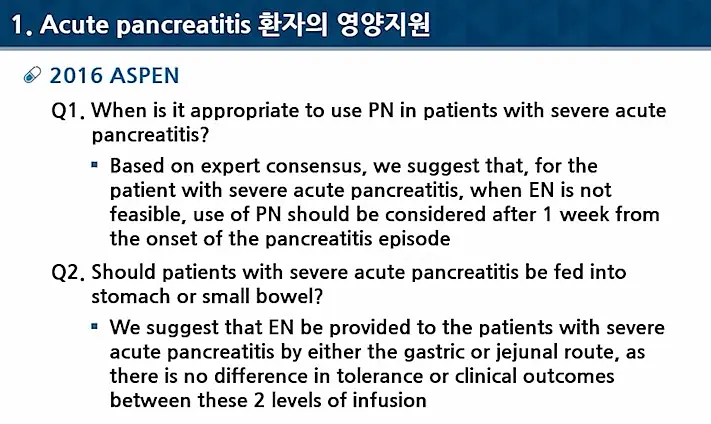 1. Acute pancreatitis 환자의 영양지원
2016 ASPEN
Q1. When is it appropriate to use PN in patients with severe acute
pancreatitis?
▪ Based on expert consensus, we suggest that, for the
patient with severe acute pancreatitis, when EN is not
feasible, use of PN should be considered after 1 week from
the onset of the pancreatitis episode
Q2. Should patients with severe acute pancreatitis be fed into
stomach or small bowel?
▪ We suggest that EN be provided to the patients with severe
acute pancreatitis by either the gastric or jejunal route, as
there is no difference in tolerance or clinical outcomes
between these 2 levels of infusion